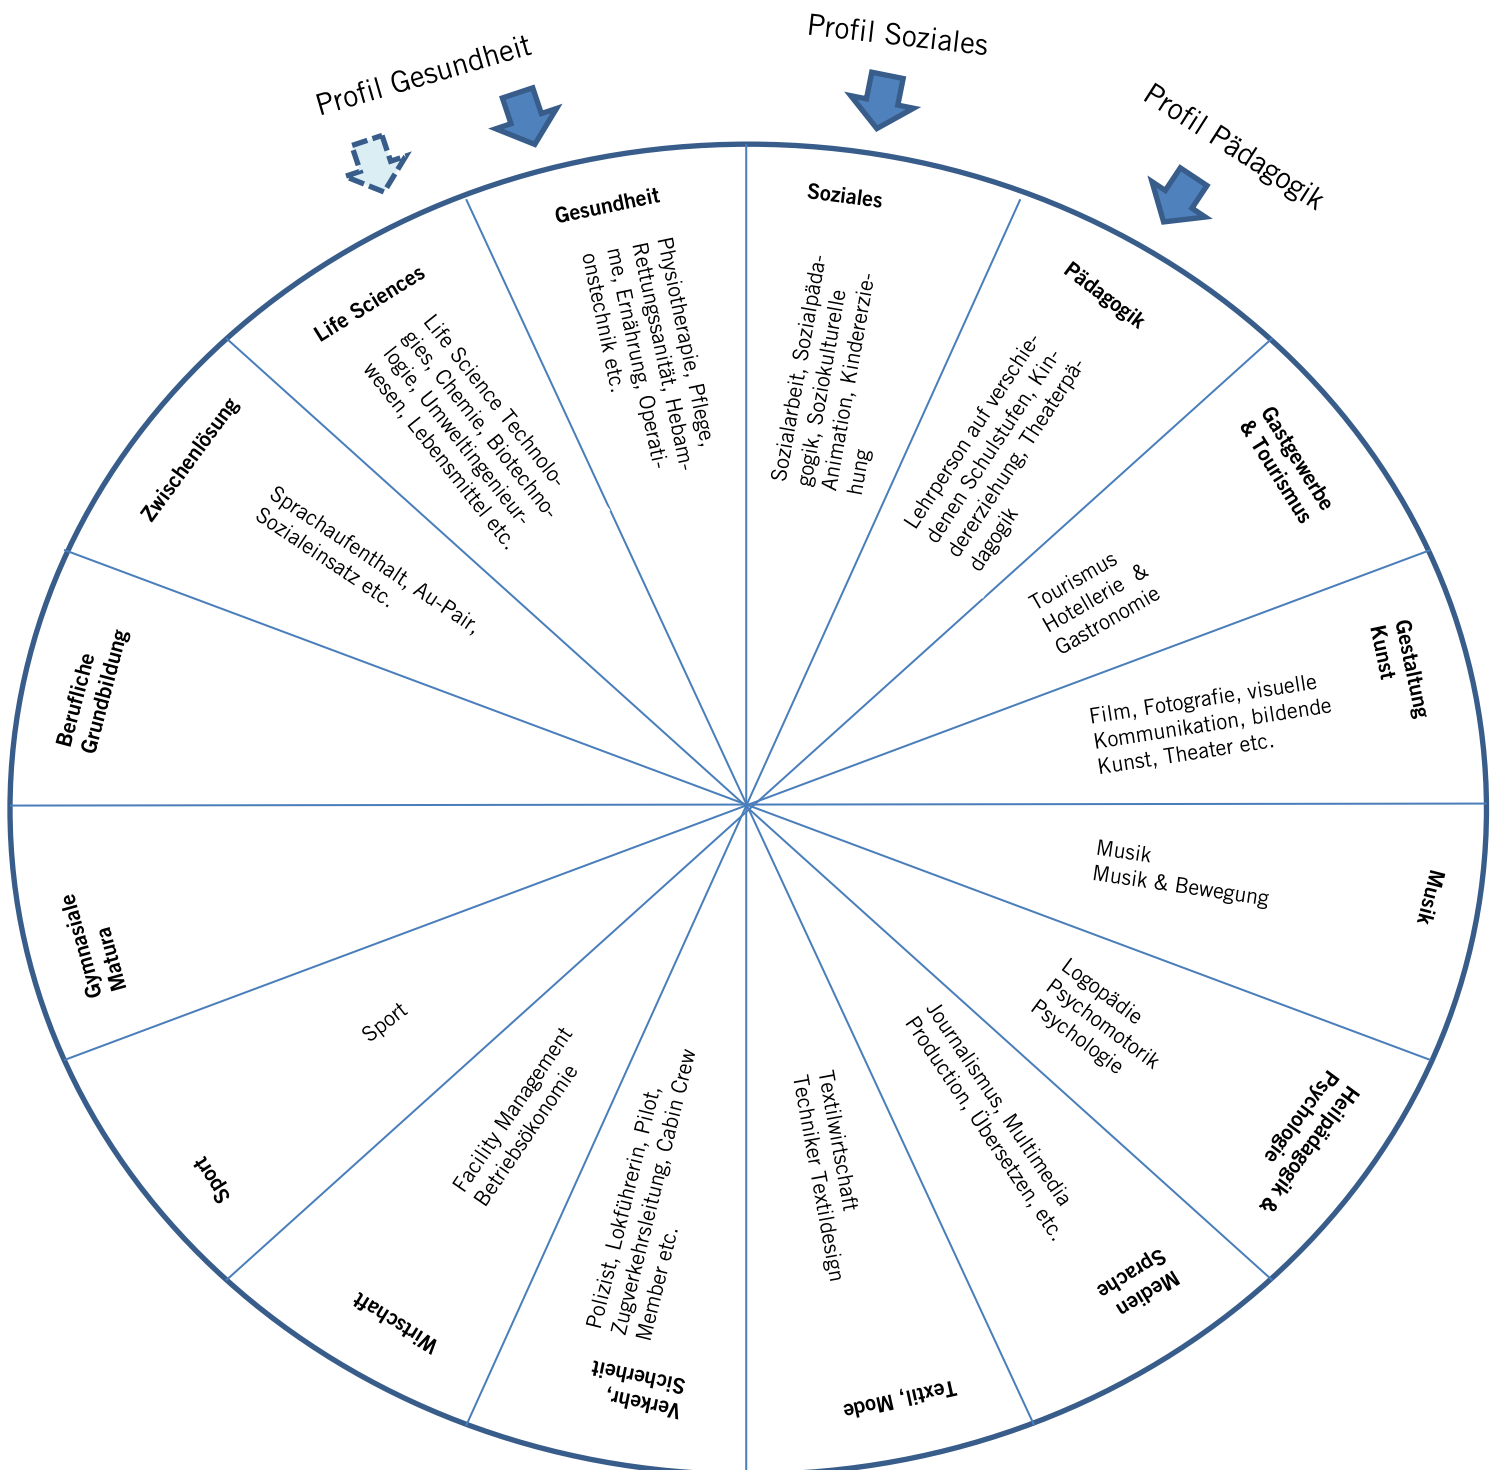 Profil Gesundheit
Profil Soziales
Profil Pädagogik
Soziales
Sozialarbeit, Sozialpäda-
gogik, Soziokulturelle
Animation, Kindererzie-
hung
Pädagogik
Lehrperson auf verschie-
denen Schulstufen, Kin-
dererziehung, Theaterpä-
dagogik
Gastgewerbe
& Tourismus
Tourismus
Hotellerie &
Gastronomie
Gestaltung
Kunst
Film, Fotografie, visuelle
Kommunikation, bildende
Kunst, Theater etc.
Musik
Musik
Musik & Bewegung
Heilpädagogik &
Psychologie
Logopädie
Psychomotorik
Psychologie
Medien
Sprache
Journalismus, Multimedia
Production, Übersetzen, etc.
Textil, Mode
Textilwirtschaft
Techniker Textildesign
Verkehr,
Sicherheit
Polizist, Lokführerin, Pilot,
Zugverkehrsleitung, Cabin Crew
Member etc.
Wirtschaft
Facility Management
Betriebsökonomie
Sport
Sport
Gymnasiale
Matura
Berufliche
Grundbildung
Zwischenlösung
Sprachaufenthalt, Au-Pair,
Sozialeinsatz etc.
Life Sciences
Life Science Technolo-
gies, Chemie, Biotechno-
logie, Umweltingenieur-
wesen, Lebensmittel etc.
Gesundheit
Physiotherapie, Pflege,
Rettungssanität, Hebam-
me, Ernährung, Operati-
onstechnik etc.